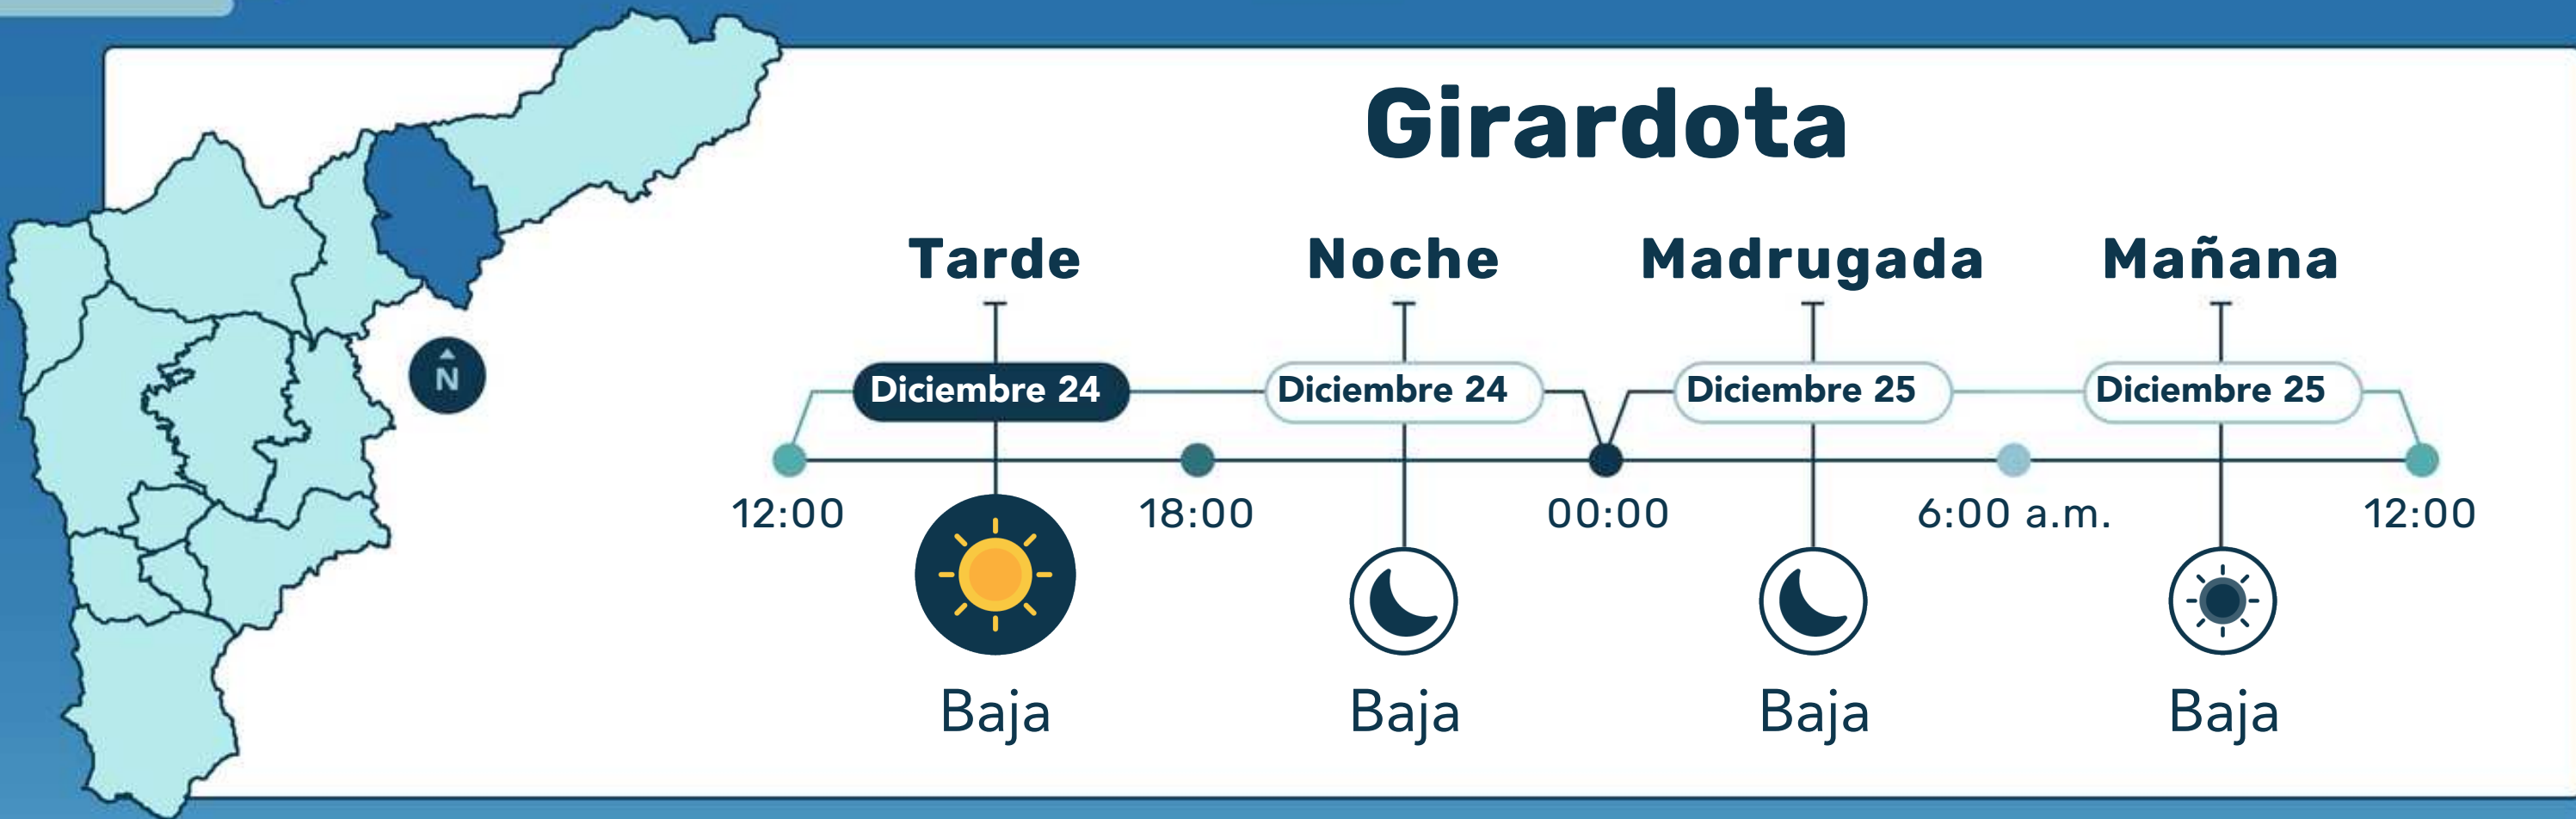 Girardota
Tarde Noche Madrugada Mañana
N
Diciembre 24 Diciembre 24 Diciembre 25 Diciembre 25
12:00 18:00 00:00 6:00 a.m. 12:00
Baja Baja Baja Baja